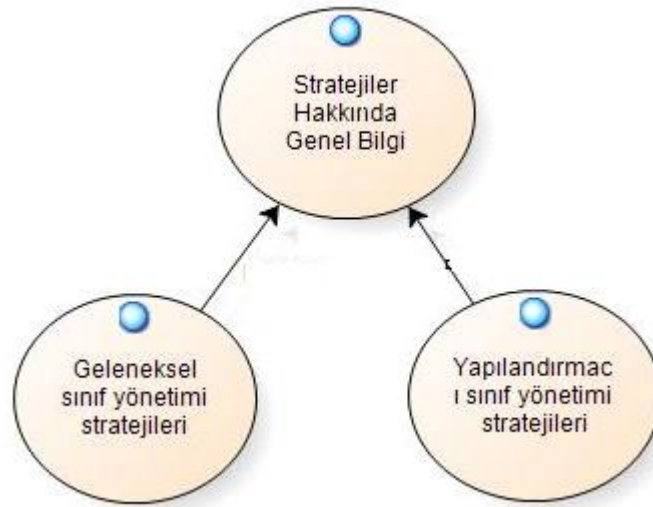 Stratejiler
Hakkında
Genel Bilgi
Geleneksel
sınıf yönetimi
stratejileri
Yapılandırmac
ı sınıf yönetimi
stratejileri